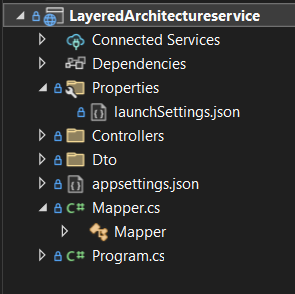 LayeredArchitectureservice
Connected Services
Dependencies
Properties
launchSettings.json
Controllers
Dto
appsettings.json
C# Mapper.cs
Mapper
C# Program.cs